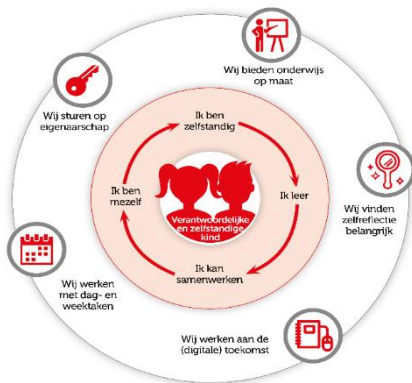 Wij bieden onderwijs
op maat
Wij sturen op
eigenaarschap
Ik ben
zelfstandig
Ik ben
mezelf
Ik leer
Verantwoordelijke
en zelfstandige
kind
Wij vinden
zelfreflectie
belangrijk
Ik kan
samenwerken
Wij werken
met dag- en
weektaken
Wij werken aan de
(digitale) toekomst